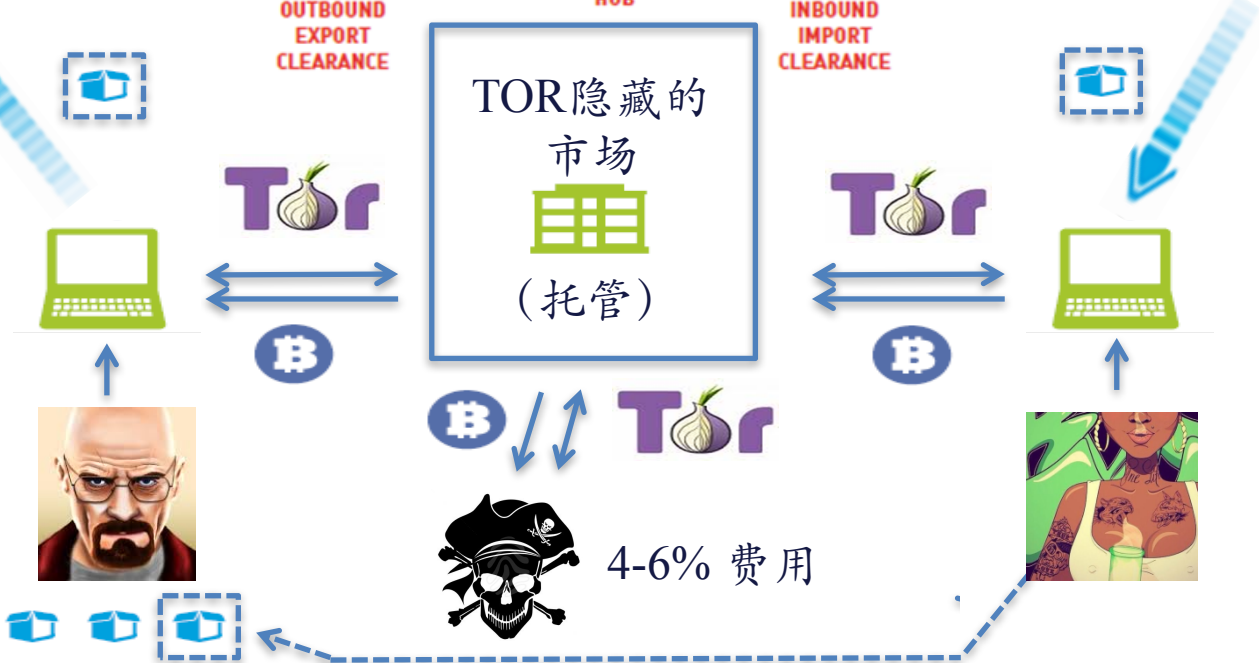 OUTBOUND
EXPORT
CLEARANCE
HUB
INBOUND
IMPORT
CLEARANCE
TOR隐藏的
市场
(托管)
Tor
Tor
Tor
4-6% 费用